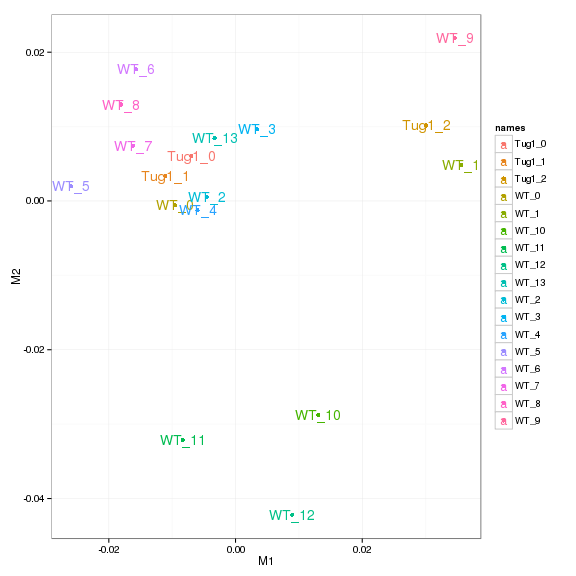 0.02
0.00
-0.02
-0.04
M2
WT_9
WT_6
WT_8
WT_3
Tug1_2
WT_13
WT_7
Tug1_0
WT_1
Tug1_1
WT_5
WT_2
WT_0
WT_4
WT_10
WT_11
WT_12
-0.02
0.00
0.02
M1
names
a Tug1_0
a Tug1_1
a Tug1_2
a WT_0
a WT_1
a WT_10
a WT_11
a WT_12
a WT_13
a WT_2
a WT_3
a WT_4
a WT_5
a WT_6
a WT_7
a WT_8
a WT_9